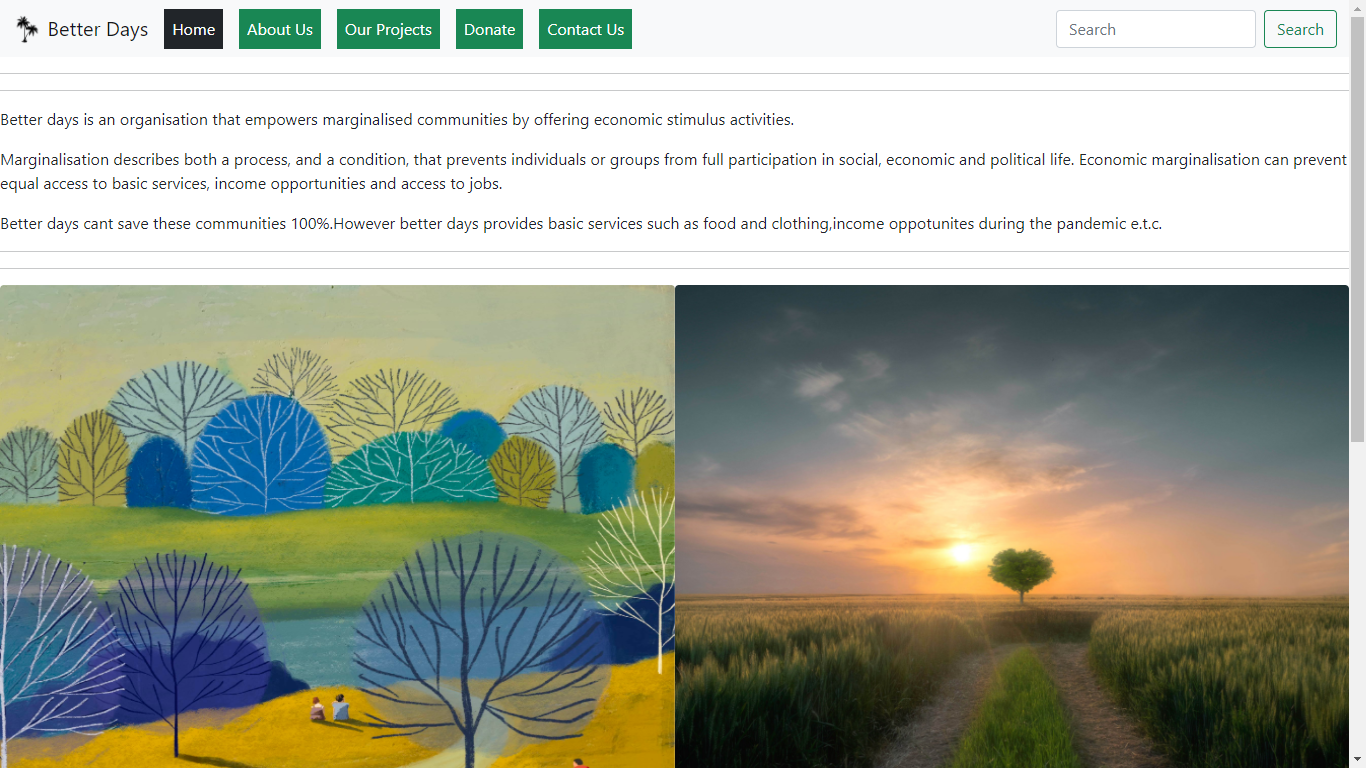 Better Days Home About Us Our Projects Donate Contact Us Search Search
Better days is an organisation that empowers marginalised communities by offering economic stimulus activities.
Marginalisation describes both a process, and a condition, that prevents individuals or groups from full participation in social, economic and political life. Economic marginalisation can prevent
equal access to basic services, income opportunities and access to jobs.
Better days cant save these communities 100%.However better days provides basic services such as food and clothing,income oppotunites during the pandemic e.t.c.